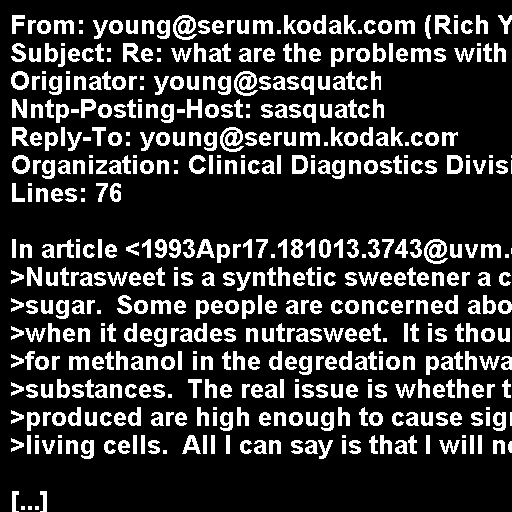 From: young@serum.kodak.com (Rich Y
Subject: Re: what are the problems with
Originator: young@sasquatch
Nntp-Posting-Host: sasquatch
Reply-To: young@serum.kodak.com
Organization: Clinical Diagnostics Divisi
Lines: 76

In article <1993Apr17.181013.3743@uvm.
>Nutrasweet is a synthetic sweetener a c
>sugar.  Some people are concerned abo
>when it degrades nutrasweet.  It is thou
>for methanol in the degredation pathwa
>substances.  The real issue is whether t
>produced are high enough to cause sig
>living cells.  All I can say is that I will n
[...]